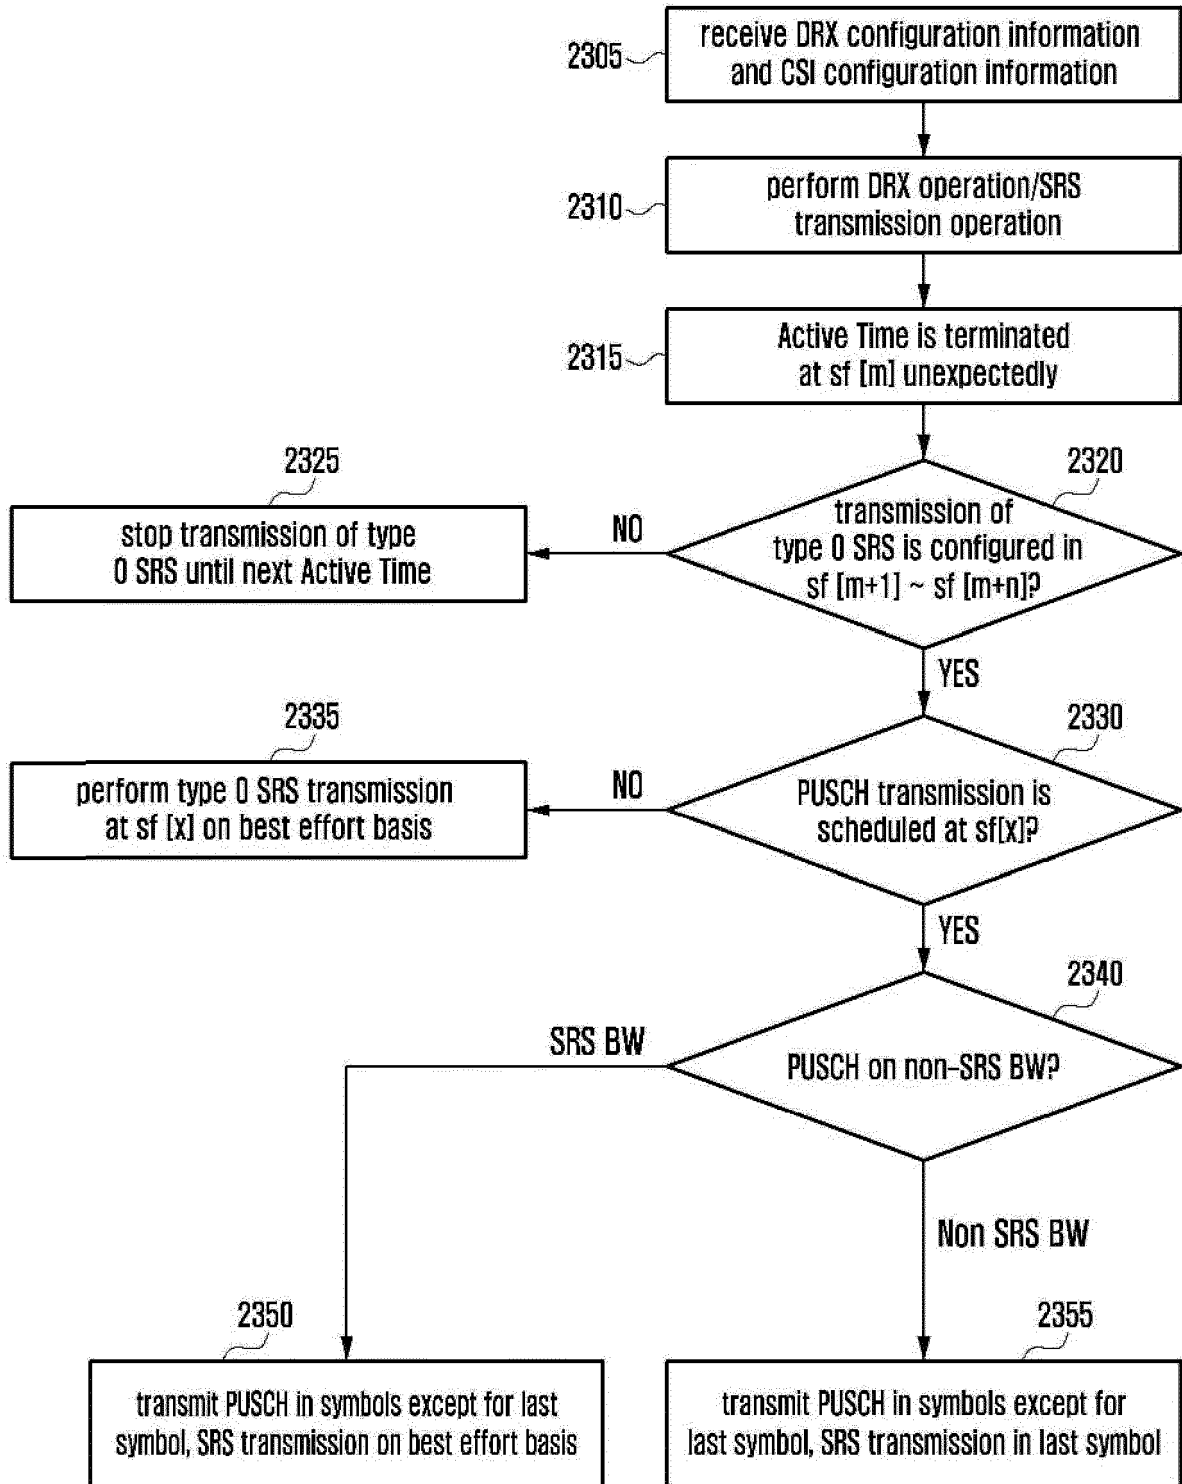 receive DRX configuration information
2305
and CSI configuration information
perform DRX operation/SRS
2310
transmission operation
Active Time is terminated
2315
at sf [m] unexpectedly
2320
transmission of
type 0 SRS is configured in
sf [m+1] ~ sf [m+n]?
NO
2325
stop transmission of type
0 SRS until next Active Time
YES
2330
PUSCH transmission is
scheduled at sf[x]?
NO
2335
perform type 0 SRS transmission
at sf [x] on best effort basis
YES
2340
PUSCH on non-SRS BW?
SRS BW
Non SRS BW
2350
transmit PUSCH in symbols except for last
symbol, SRS transmission on best effort basis
2355
transmit PUSCH in symbols except for
last symbol, SRS transmission in last symbol